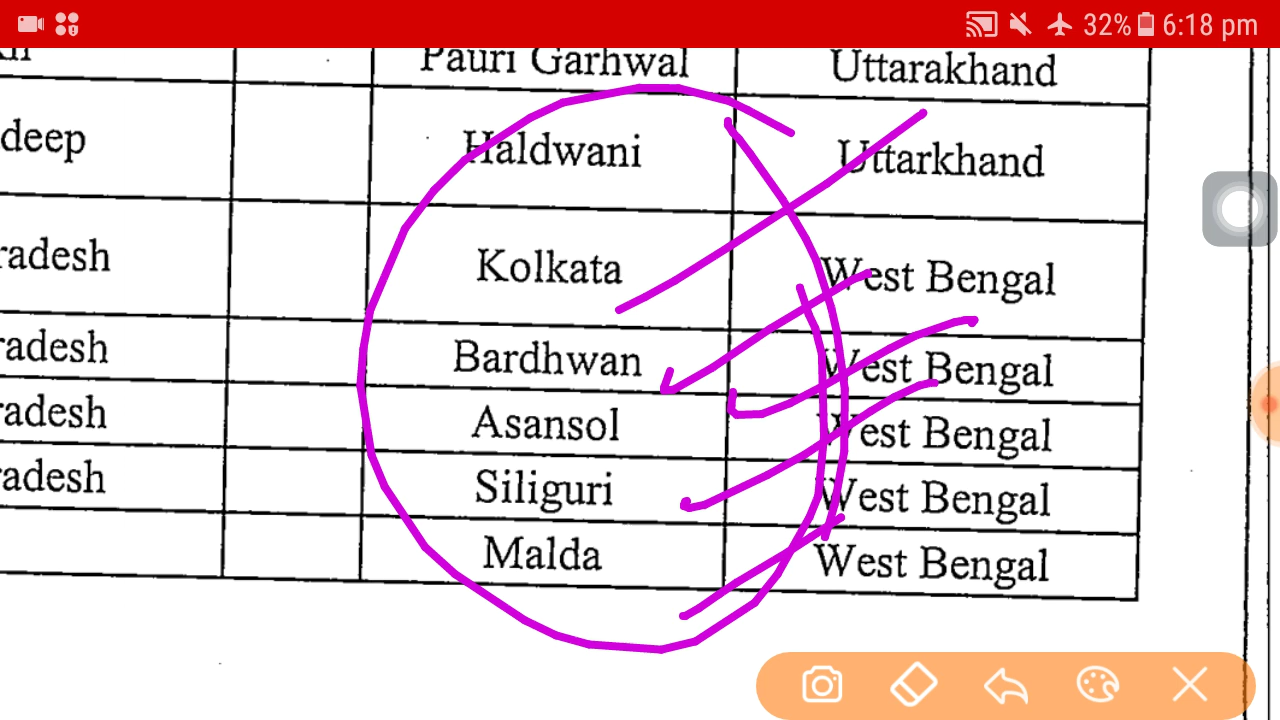 32% 6:18 pm
Pauri Garhwal Uttarakhand
deep Haldwani Uttarkhand
radesh Kolkata West Bengal
radesh Bardhwan West Bengal
radesh Asansol West Bengal
radesh Siliguri West Bengal
Malda West Bengal